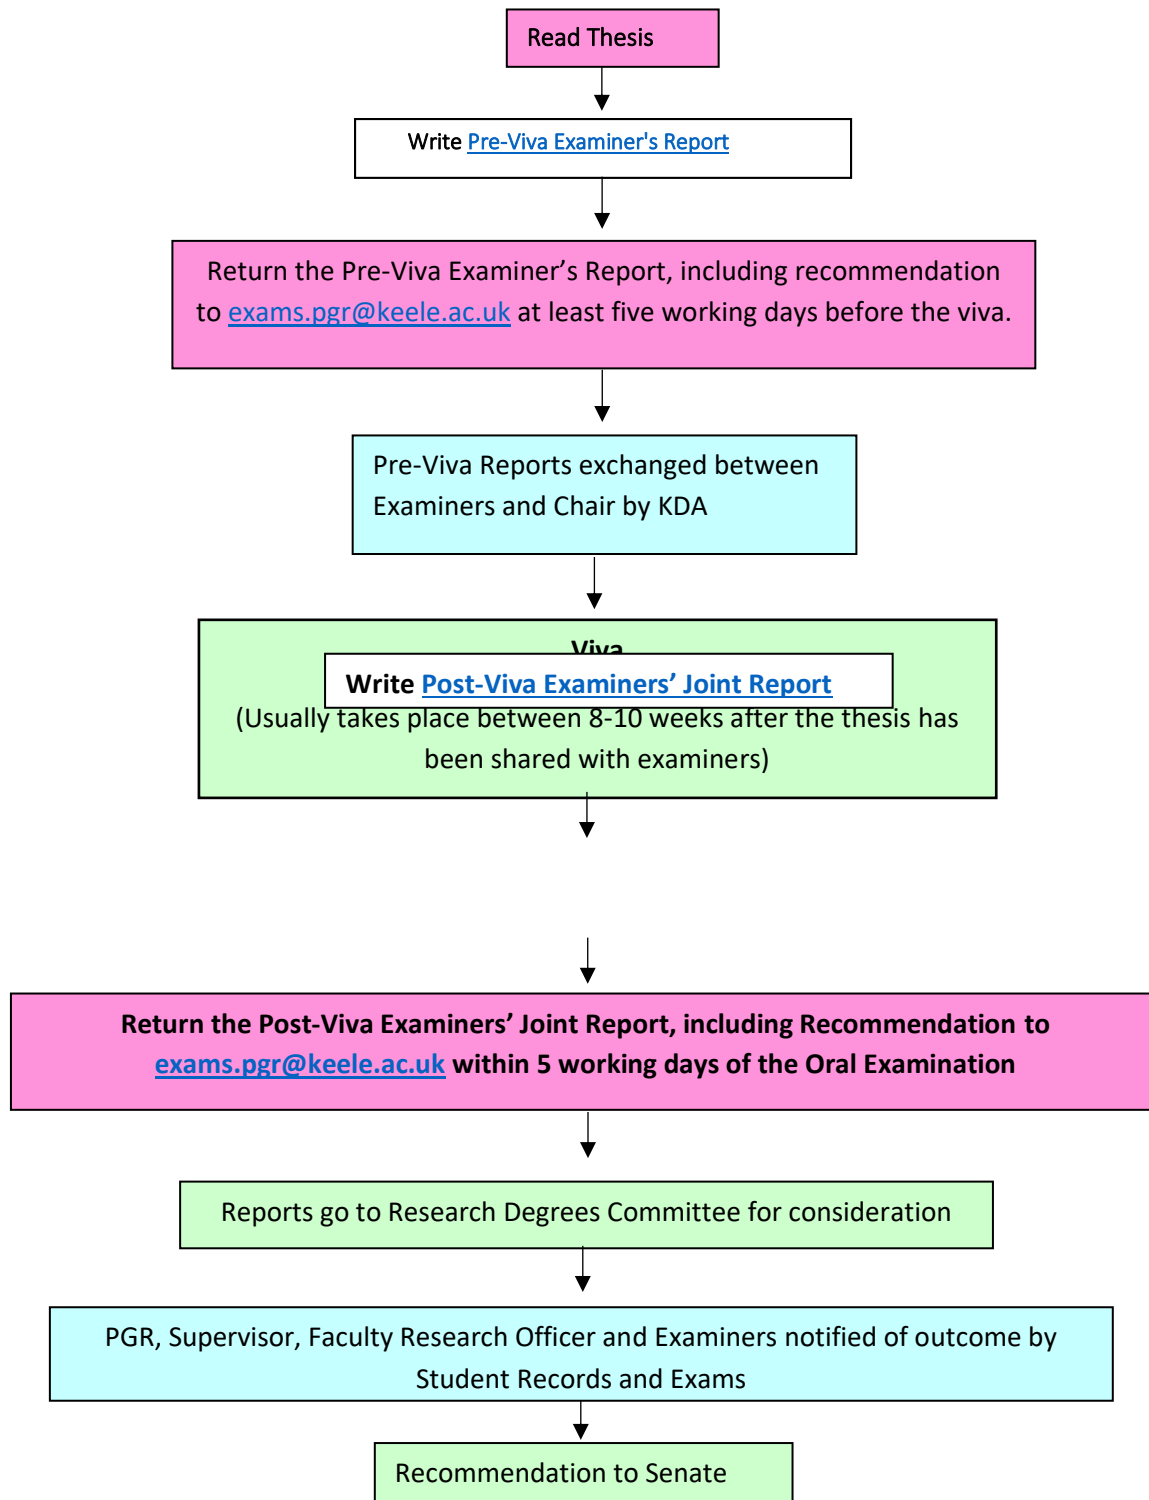 Read Thesis
Write Pre-Viva Examiner's Report
Return the Pre-Viva Examiner’s Report, including recommendation
to exams.pgr@keele.ac.uk at least five working days before the viva.
Pre-Viva Reports exchanged between
Examiners and Chair by KDA
Viva
Write Post-Viva Examiners’ Joint Report
(Usually takes place between 8-10 weeks after the thesis has
been shared with examiners)
Return the Post-Viva Examiners’ Joint Report, including Recommendation to
exams.pgr@keele.ac.uk within 5 working days of the Oral Examination
Reports go to Research Degrees Committee for consideration
PGR, Supervisor, Faculty Research Officer and Examiners notified of outcome by
Student Records and Exams
Recommendation to Senate